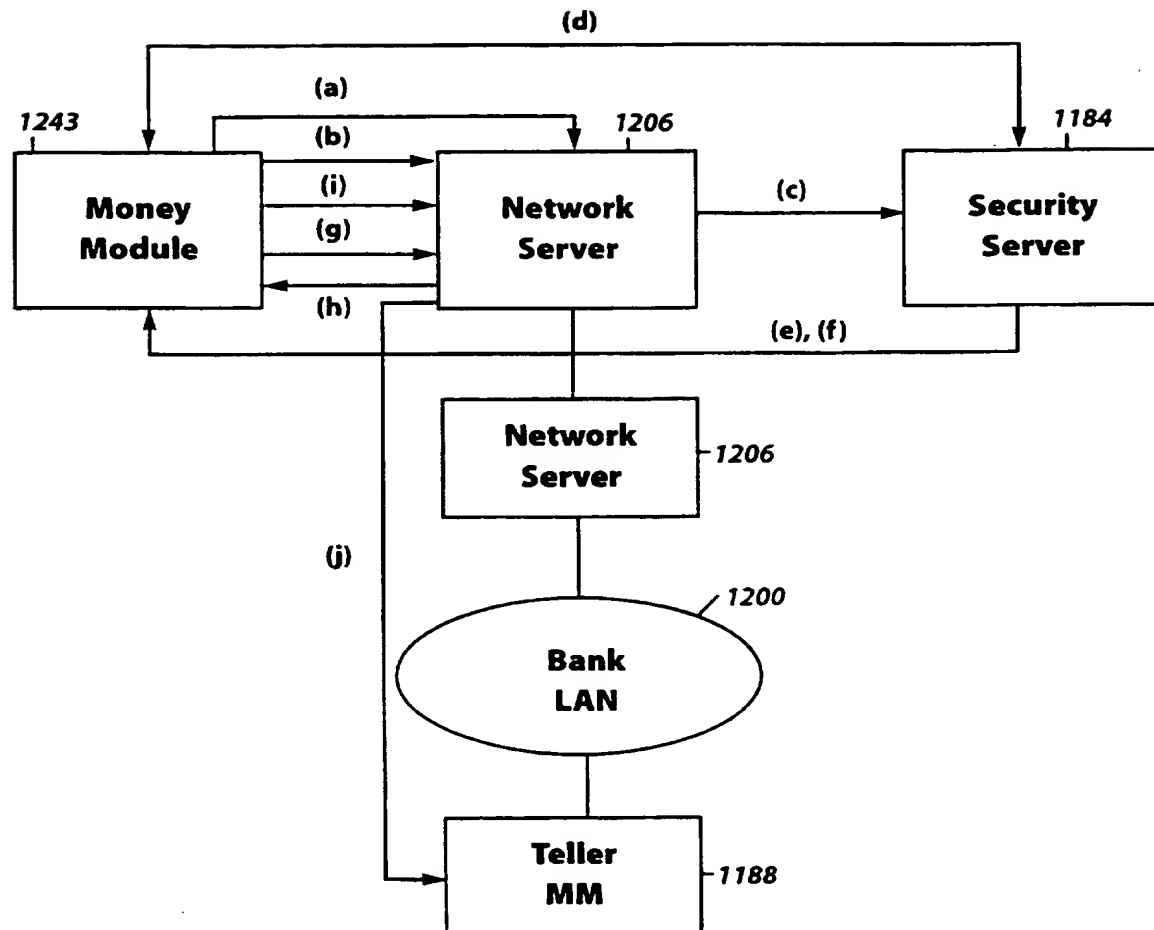 (d)
(a)
1243
1206
1184
(b)
Money
Module
(i)
(g)
(h)
Network
Server
(c)
Security
Server
(e), (f)
Network
Server
1206
(j)
1200
Bank
LAN
Teller
MM
1188